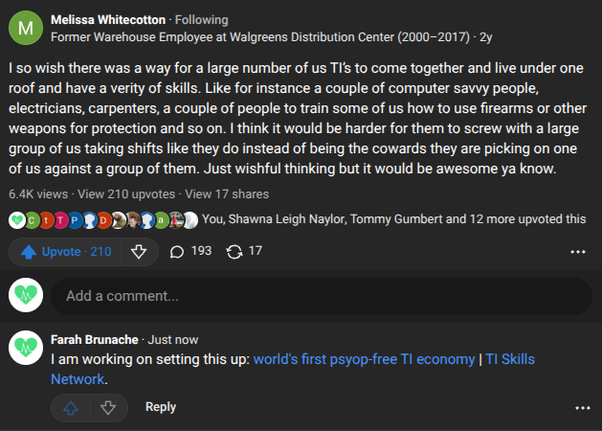 M
Melissa Whitecotton · Following
Former Warehouse Employee at Walgreens Distribution Center (2000–2017) · 2y
I so wish there was a way for a large number of us TI's to come together and live under one
roof and have a verity of skills. Like for instance a couple of computer savvy people,
electricians, carpenters, a couple of people to train some of us how to use firearms or other
weapons for protection and so on. I think it would be harder for them to screw with a large
group of us taking shifts like they do instead of being the cowards they are picking on one
of us against a group of them. Just wishful thinking but it would be awesome ya know.
6.4K views · View 210 upvotes · View 17 shares
C t T P D a You, Shawna Leigh Naylor, Tommy Gumbert and 12 more upvoted this
Upvote · 210 193 17
Add a comment...
Farah Brunache · Just now
I am working on setting this up: world's first psyop-free TI economy | TI Skills
Network.
Reply